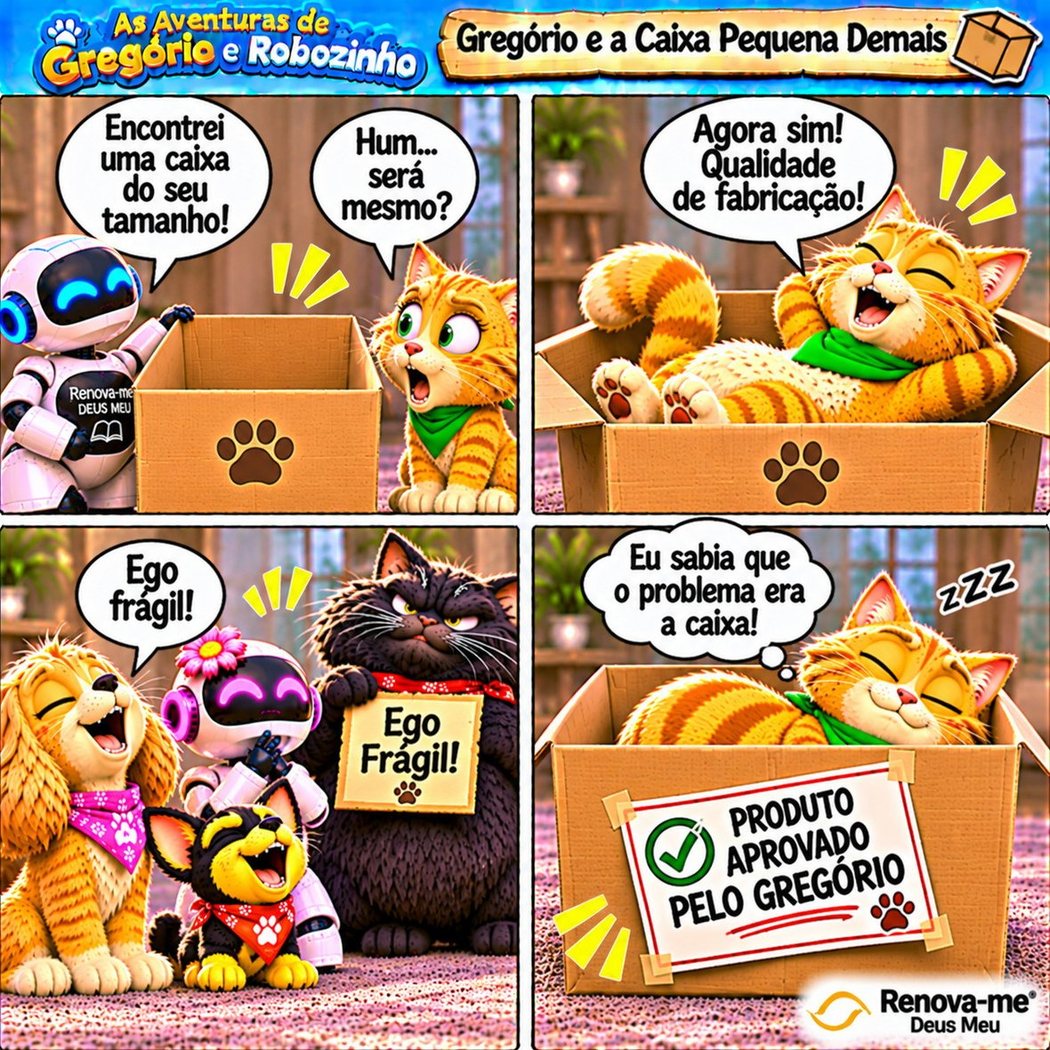 As Aventuras de
Gregório e Robozinho
Gregório e a Caixa Pequena Demais
Encontrei
uma caixa
do seu
tamanho!
Hum...
será
mesmo?
Renova-me
DEUS MEU
Agora sim!
Qualidade
de fabricação!
Ego
frágil!
Ego
Frágil!
Eu sabia que
o problema era
a caixa!
zzz
PRODUTO
APROVADO
PELO GREGÓRIO
Renova-me®
Deus Meu